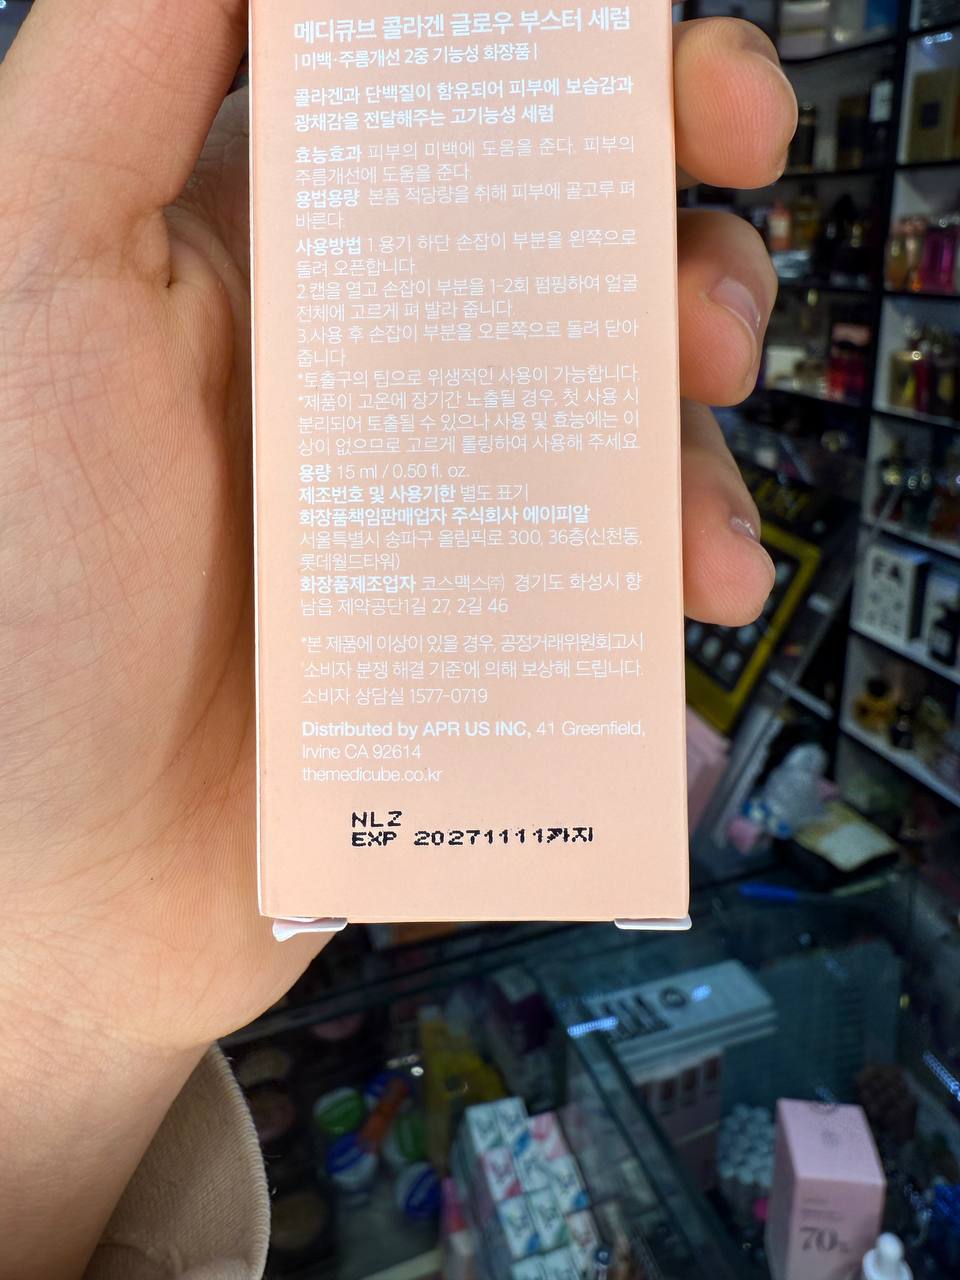 메디큐브 콜라겐 글로우 부스터 세럼
| 미백·주름개선 2중 기능성 화장품 |
콜라겐과 단백질이 함유되어 피부에 보습감과
광채감을 전달해주는 고기능성 세럼
효능효과 피부의 미백에 도움을 준다. 피부의
주름개선에 도움을 준다.
용법용량 본품 적당량을 취해 피부에 골고루 펴
바른다.
사용방법 1.용기 하단 손잡이 부분을 왼쪽으로
돌려 오픈합니다.
2.캡을 열고 손잡이 부분을 1-2회 펌핑하여 얼굴
전체에 고르게 펴 발라 줍니다.
3.사용 후 손잡이 부분을 오른쪽으로 돌려 닫아
줍니다.
*토출구의 팁으로 위생적인 사용이 가능합니다.
*제품이 고온에 장기간 노출될 경우, 첫 사용 시
분리되어 토출될 수 있으나 사용 및 효능에는 이
상이 없으므로 고르게 롤링하여 사용해 주세요.
용량 15 ml / 0.50 fl. oz.
제조번호 및 사용기한 별도 표기
화장품책임판매업자 주식회사 에이피알
서울특별시 송파구 올림픽로 300, 36층(신천동,
롯데월드타워)
화장품제조업자 코스맥스㈜ 경기도 화성시 향
남읍 제약공단1길 27, 2길 46
*본 제품에 이상이 있을 경우, 공정거래위원회고시
'소비자 분쟁 해결 기준'에 의해 보상해 드립니다.
소비자 상담실 1577-0719
Distributed by APR US INC, 41 Greenfield,
Irvine CA 92614
themedicube.co.kr
NLZ
EXP 20271111까지
70%